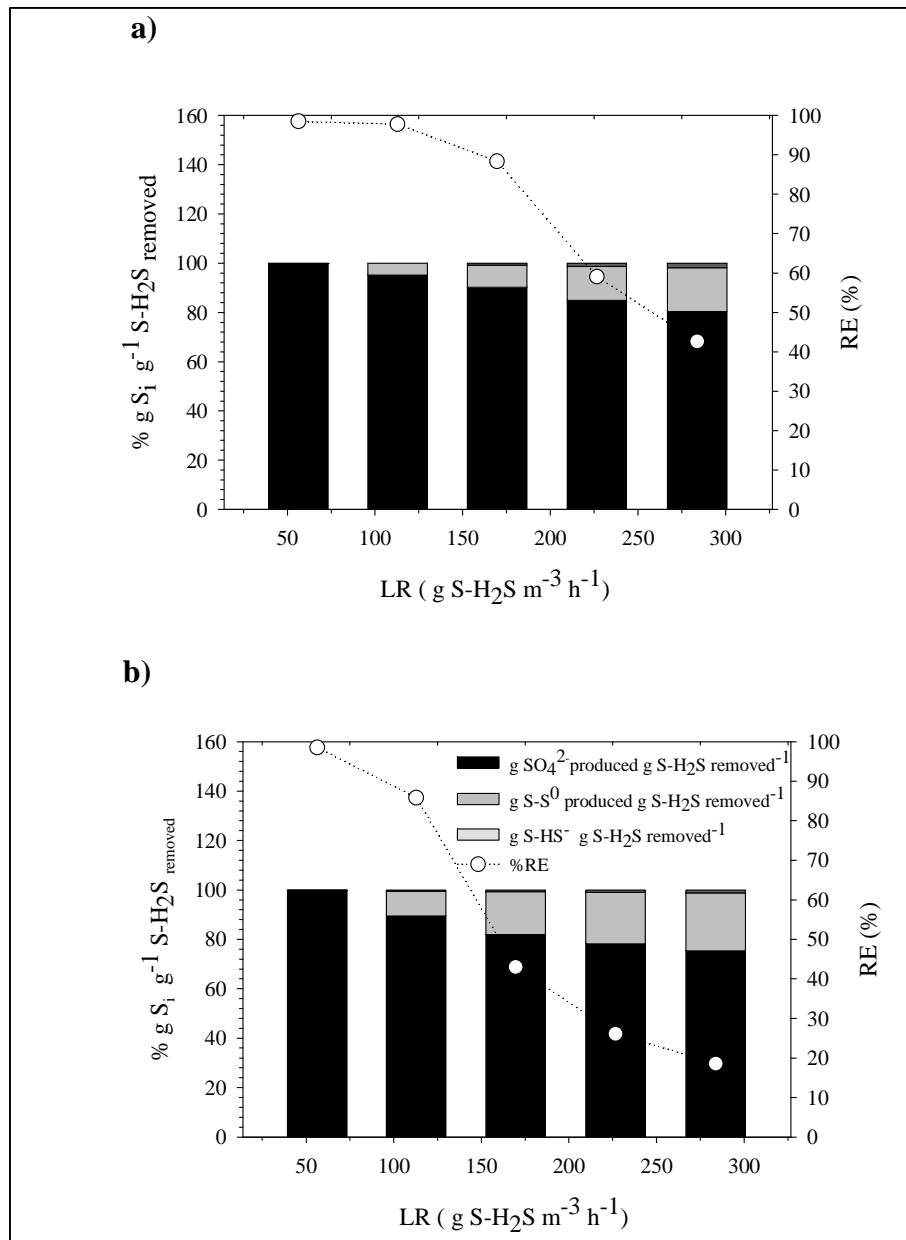 a)
160
140
120
100
80
60
40
20
0
% g Si g-1 S-H2S removed
100
90
80
70
60
50
40
30
20
10
0
RE (%)
50 100 150 200 250 300
LR ( g S-H2S m-3 h-1)
b)
160
140
120
100
80
60
40
20
0
% g Si g-1 S-H2S removed
g SO42- produced g S-H2S removed-1
g S-S0 produced g S-H2S removed-1
g S-HS- g S-H2S removed-1
%RE
100
90
80
70
60
50
40
30
20
10
0
RE (%)
50 100 150 200 250 300
LR ( g S-H2S m-3 h-1)